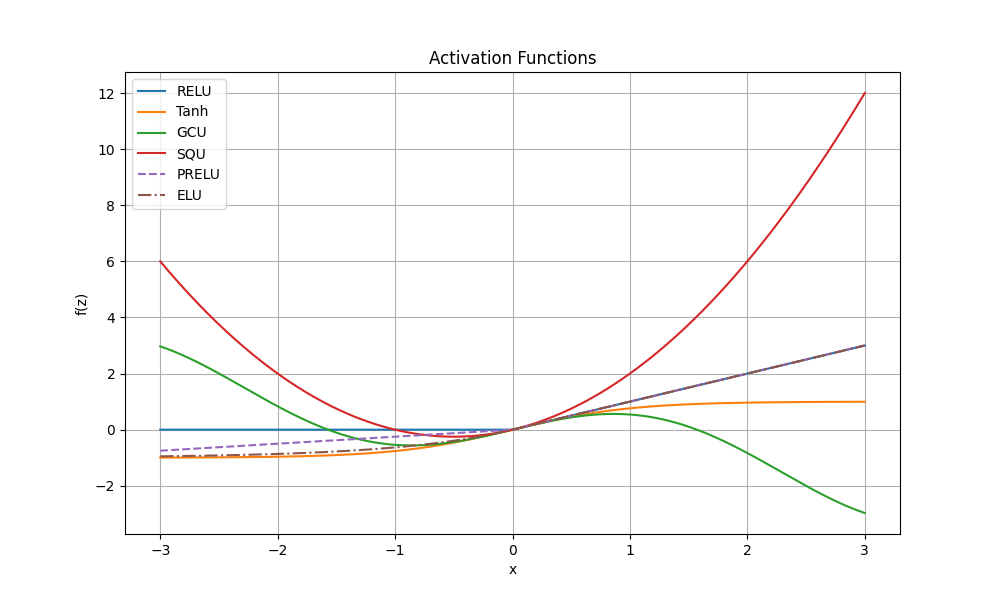 Activation Functions
RELU
Tanh
GCU
SQU
PRELU
ELU
f(z)
12
10
8
6
4
2
0
−2
−3
−2
−1
0
1
2
3
x